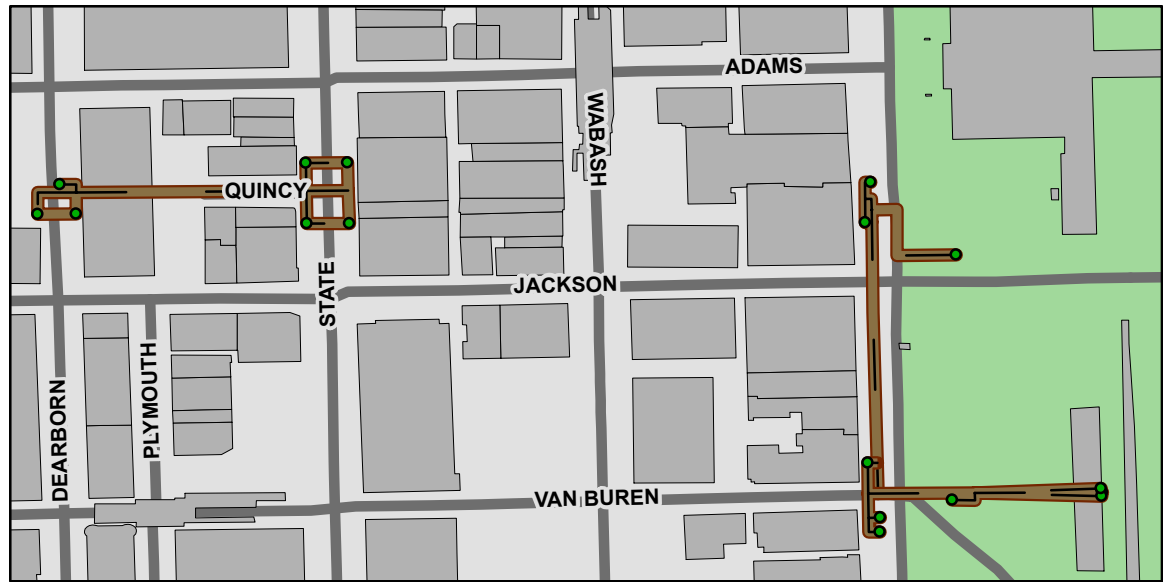 ADAMS
WABASH
QUINCY
STATE
JACKSON
PLYMOUTH
DEARBORN
VAN BUREN